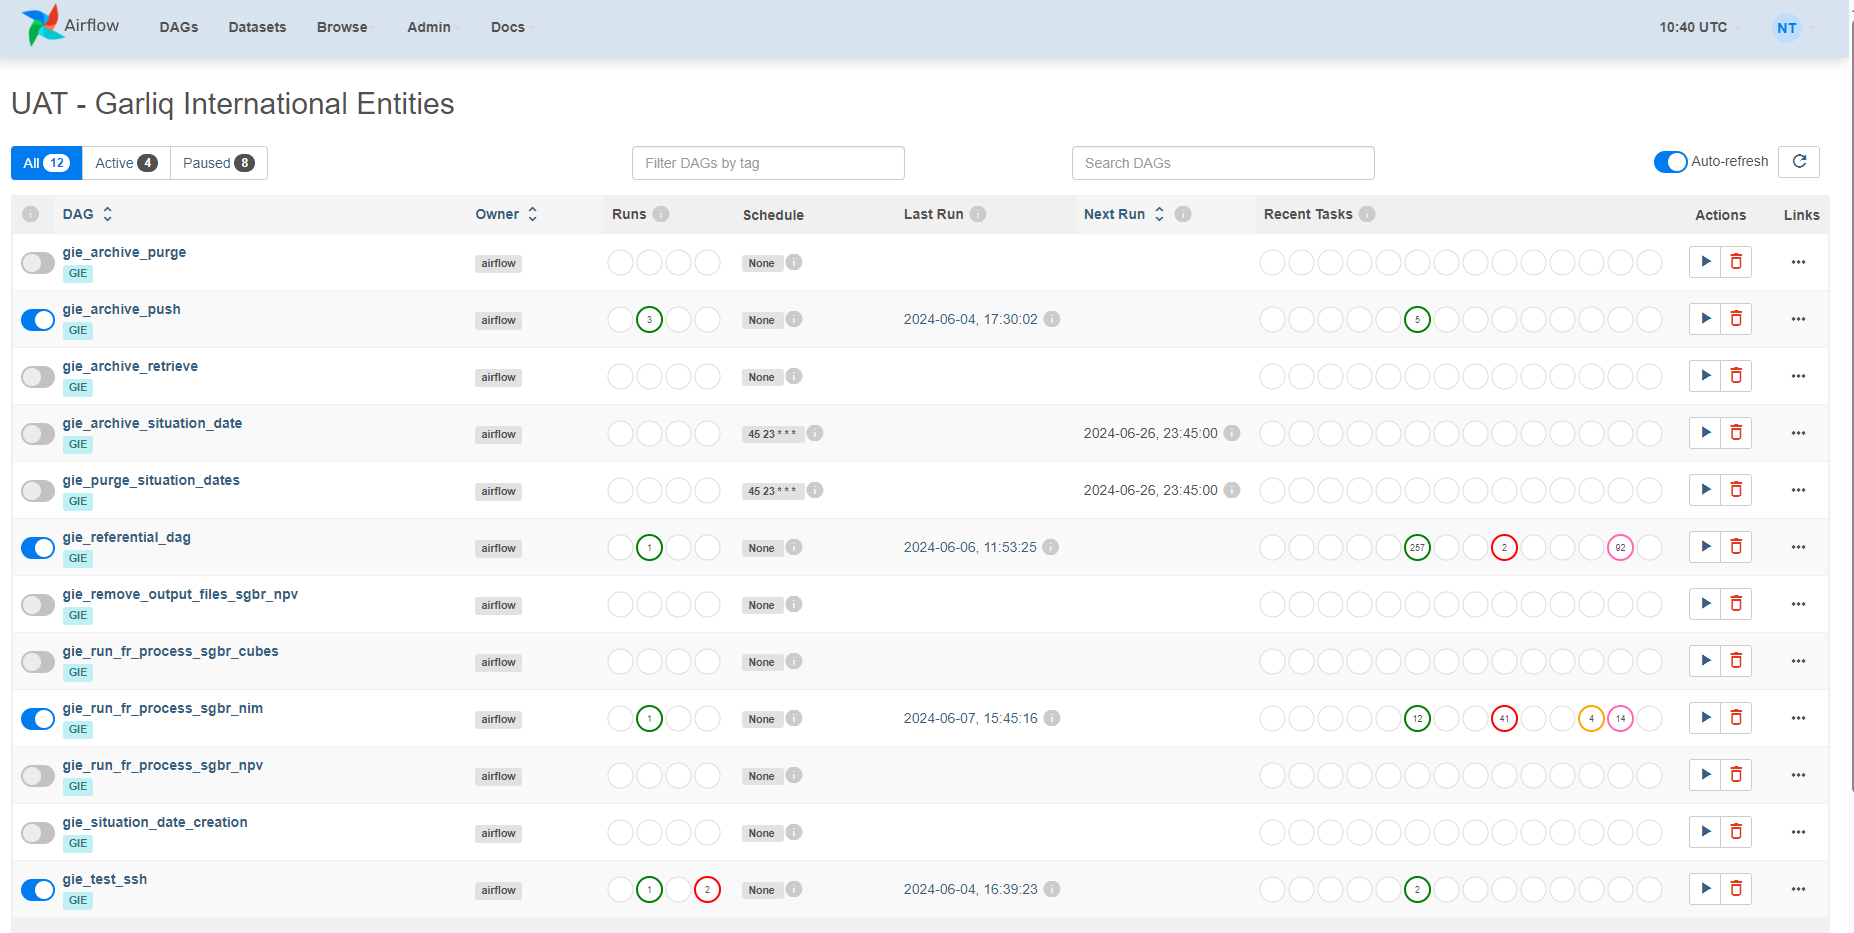 Airflow DAGs Datasets Browse Admin Docs 10:40 UTC NT
UAT - Garliq International Entities
All 12 Active 4 Paused 8 Filter DAGs by tag Search DAGs Auto-refresh
i DAG Owner Runs i Schedule Last Run i Next Run i Recent Tasks i Actions Links
gie_archive_purge
GIE airflow None i
gie_archive_push
GIE airflow 3 None i 2024-06-04, 17:30:02 i 5
gie_archive_retrieve
GIE airflow None i
gie_archive_situation_date
GIE airflow 45 23 * * * i 2024-06-26, 23:45:00 i
gie_purge_situation_dates
GIE airflow 45 23 * * * i 2024-06-26, 23:45:00 i
gie_referential_dag
GIE airflow 1 None i 2024-06-06, 11:53:25 i 257 2 92
gie_remove_output_files_sgbr_npv
GIE airflow None i
gie_run_fr_process_sgbr_cubes
GIE airflow None i
gie_run_fr_process_sgbr_nim
GIE airflow 1 None i 2024-06-07, 15:45:16 i 12 41 4 14
gie_run_fr_process_sgbr_npv
GIE airflow None i
gie_situation_date_creation
GIE airflow None i
gie_test_ssh
GIE airflow 1 2 None i 2024-06-04, 16:39:23 i 2